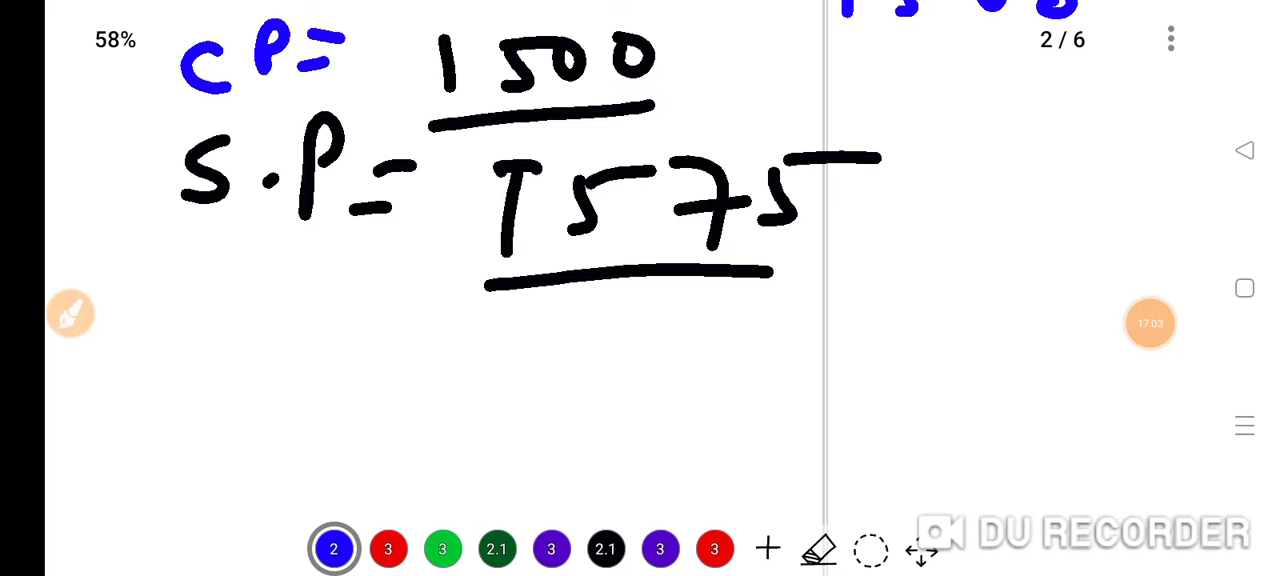 58%
2 / 6
CP= 1500
S.P= 1575
17:03
2 3 3 2.1 3 2.1 3 3
DU RECORDER